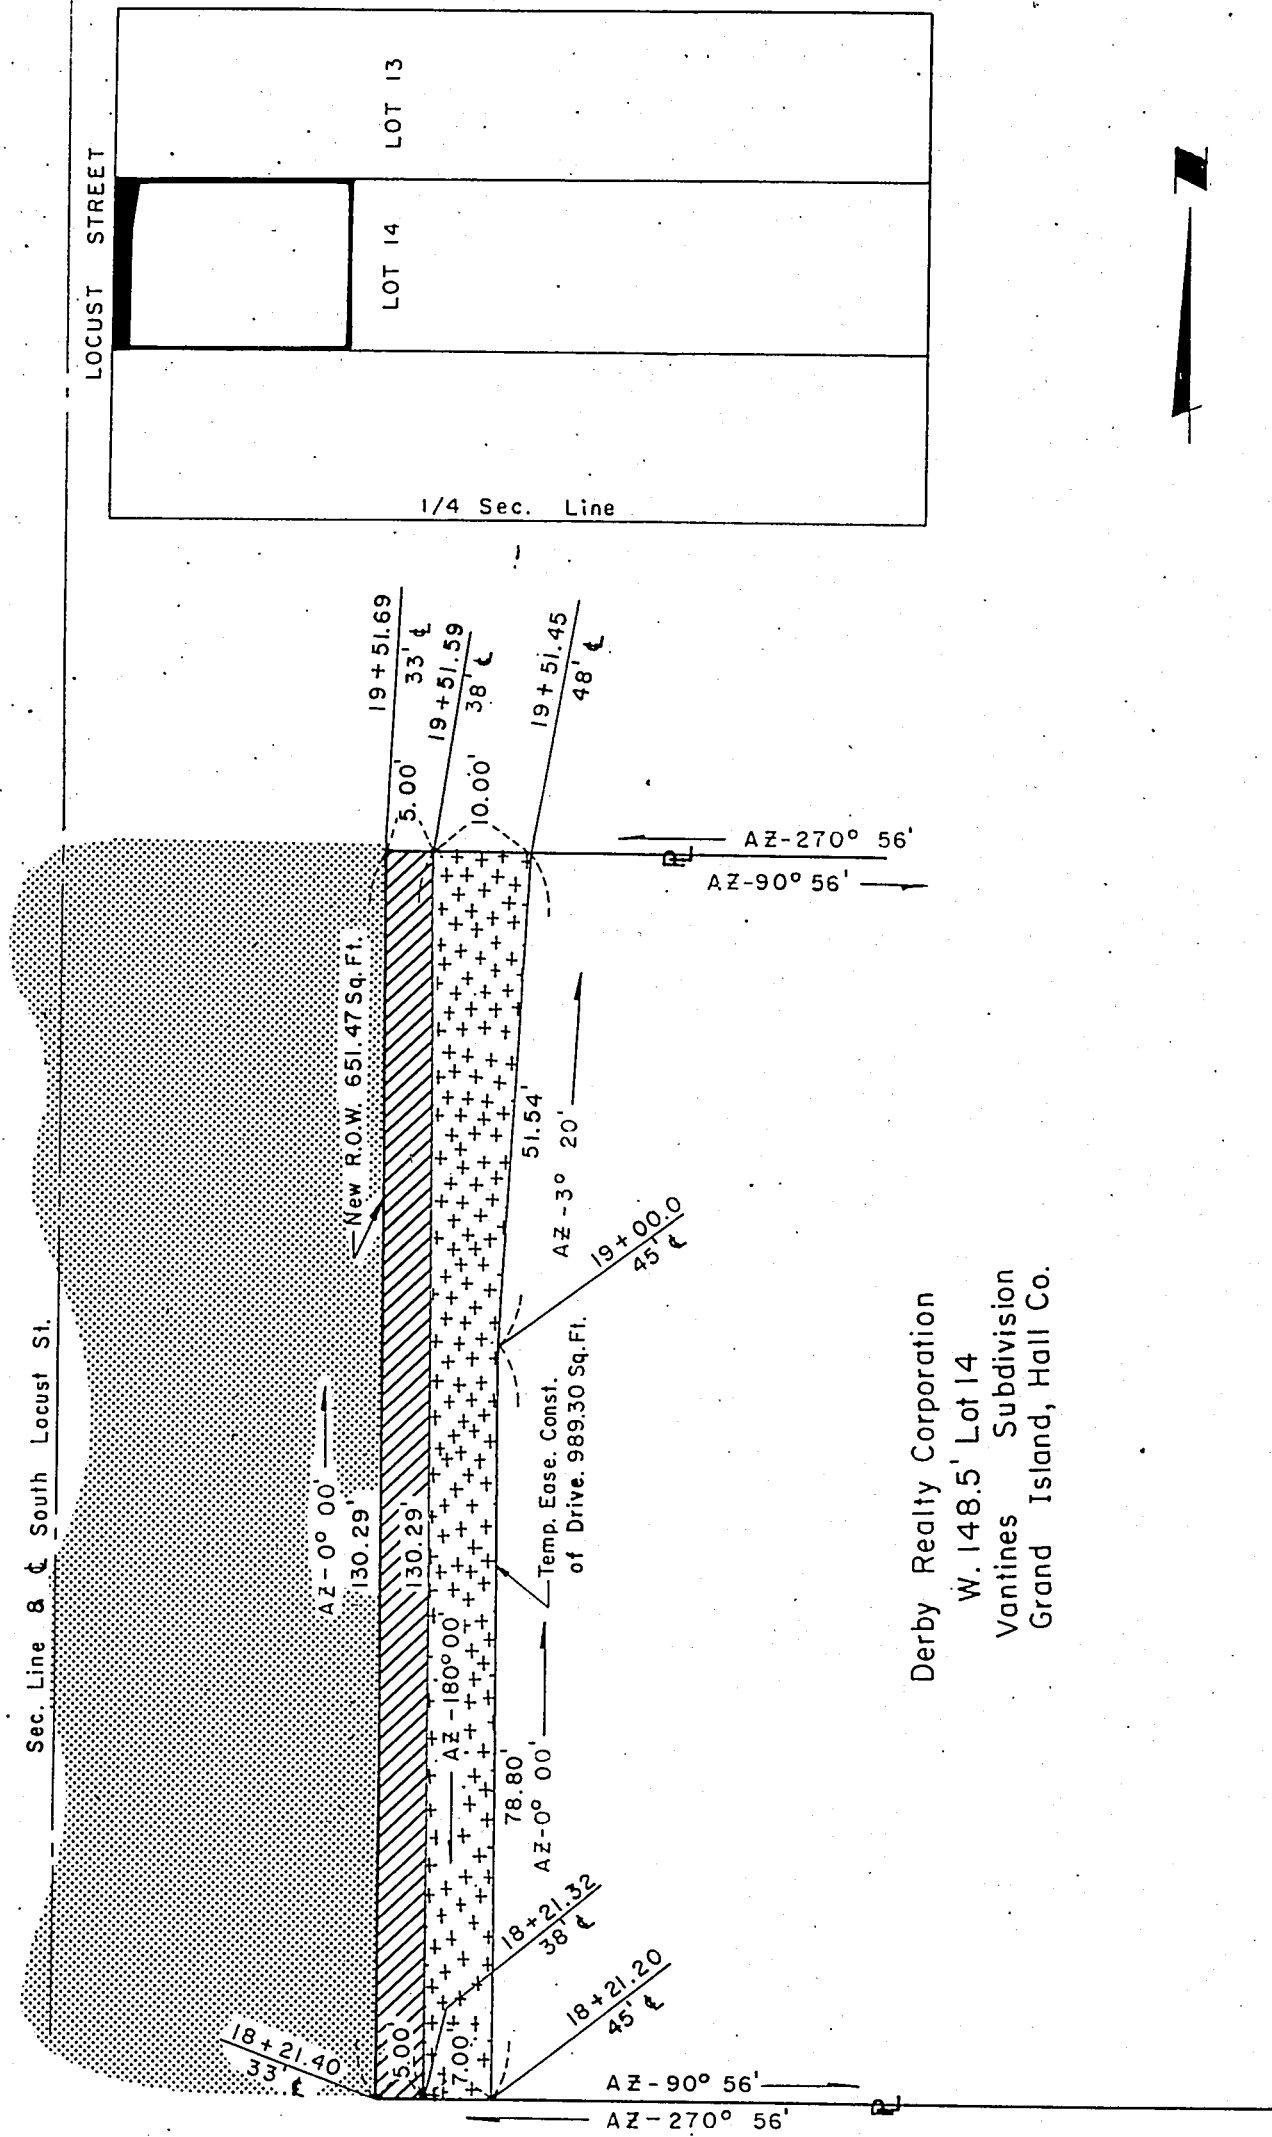 LOCUST STREET
LOT 13
LOT 14
1/4 Sec. Line
N
Sec. Line & ℄ South Locust St.
19+51.69
33' ℄
19+51.59
38' ℄
19+51.45
48' ℄
5.00'
10.00'
AZ-270° 56'
AZ-90° 56'
New R.O.W. 651.47 Sq. Ft.
AZ-0° 00'
130.29'
130.29'
AZ-180° 00'
51.54'
AZ-3° 20'
19+00.0
45' ℄
Temp. Ease. Const.
of Drive. 989.30 Sq. Ft.
78.80'
AZ-0° 00'
18+21.40
33' ℄
5.00'
7.00'
18+21.32
38' ℄
18+21.20
45' ℄
AZ-90° 56'
AZ-270° 56'
Derby Realty Corporation
W. 148.5' Lot 14
Vantines Subdivision
Grand Island, Hall Co.